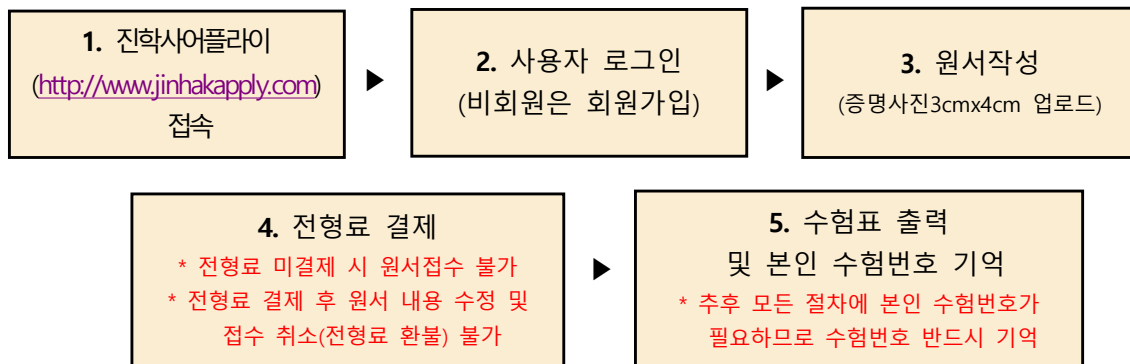 1. 진학사어플라이
(http://www.jinhakapply.com)
접속
▶
2. 사용자 로그인
(비회원은 회원가입)
▶
3. 원서작성
(증명사진3cmx4cm 업로드)
4. 전형료 결제
* 전형료 미결제 시 원서접수 불가
* 전형료 결제 후 원서 내용 수정 및
접수 취소(전형료 환불) 불가
▶
5. 수험표 출력
및 본인 수험번호 기억
* 추후 모든 절차에 본인 수험번호가
필요하므로 수험번호 반드시 기억